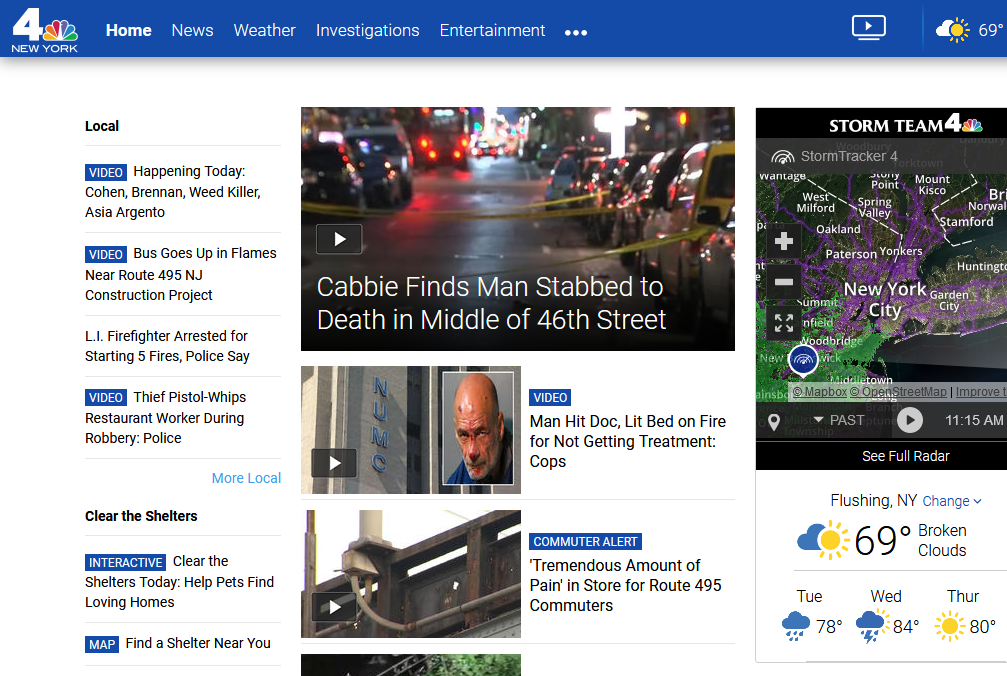 4
NEW YORK
Home
News
Weather
Investigations
Entertainment
69°
Local
VIDEO Happening Today:
Cohen, Brennan, Weed Killer,
Asia Argento
VIDEO Bus Goes Up in Flames
Near Route 495 NJ
Construction Project
L.I. Firefighter Arrested for
Starting 5 Fires, Police Say
VIDEO Thief Pistol-Whips
Restaurant Worker During
Robbery: Police
More Local
Clear the Shelters
INTERACTIVE Clear the
Shelters Today: Help Pets Find
Loving Homes
MAP Find a Shelter Near You
Cabbie Finds Man Stabbed to
Death in Middle of 46th Street
NUMC
VIDEO
Man Hit Doc, Lit Bed on Fire
for Not Getting Treatment:
Cops
COMMUTER ALERT
'Tremendous Amount of
Pain' in Store for Route 495
Commuters
STORM TEAM 4
StormTracker 4
Woodbury
Yorktown
Wantage
Stony
Point
Mount
Kisco
West
Milford
Spring
Valley
Stamford
Oakland
Paterson
Yonkers
New York
City
Garden
City
Woodbridge
Middletown
© Mapbox © OpenStreetMap | Improve
PAST
11:15 AM
See Full Radar
Flushing, NY Change
69° Broken
Clouds
Tue
78°
Wed
84°
Thur
80°